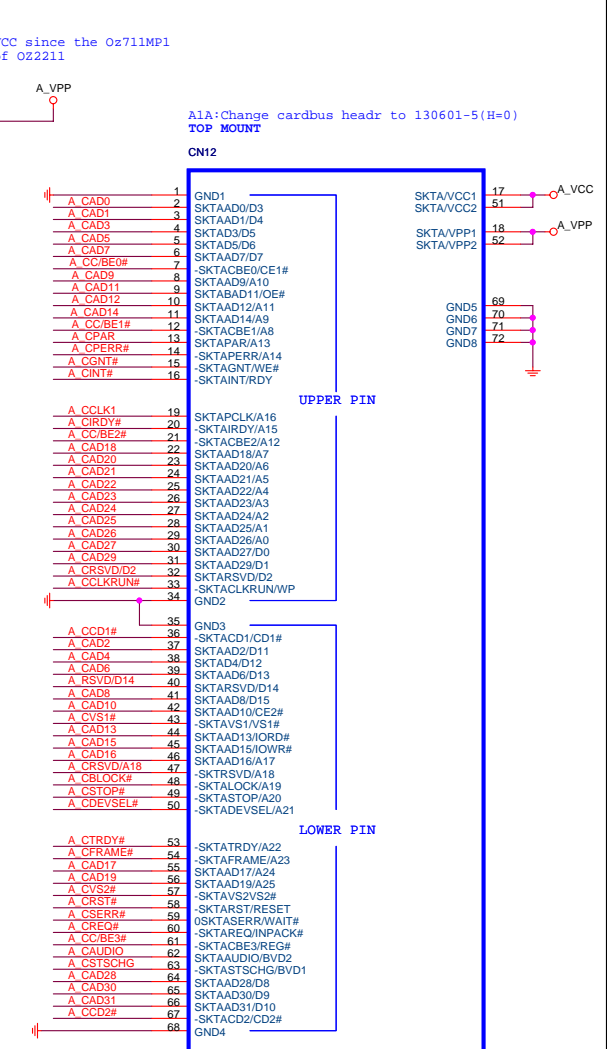 VCC since the Oz711MP1
of OZ2211
A_VPP
A1A:Change cardbus headr to 130601-5(H=0)
TOP MOUNT
CN12
1 GND1 SKTA/VCC1 17 A_VCC
A_CAD0 2 SKTAAD0/D3 SKTA/VCC2 51
A_CAD1 3 SKTAAD1/D4
A_CAD3 4 SKTAD3/D5 SKTA/VPP1 18 A_VPP
A_CAD5 5 SKTAD5/D6 SKTA/VPP2 52
A_CAD7 6 SKTAAD7/D7
A_CC/BE0# 7 -SKTACBE0/CE1#
A_CAD9 8 SKTAAD9/A10
A_CAD11 9 SKTABAD11/OE#
A_CAD12 10 SKTAAD12/A11 GND5 69
A_CAD14 11 SKTAAD14/A9 GND6 70
A_CC/BE1# 12 -SKTACBE1/A8 GND7 71
A_CPAR 13 SKTAPAR/A13 GND8 72
A_CPERR# 14 -SKTAPERR/A14
A_CGNT# 15 -SKTAGNT/WE#
A_CINT# 16 -SKTAINT/RDY
UPPER PIN
A_CCLK1 19 SKTAPCLK/A16
A_CIRDY# 20 -SKTAIRDY/A15
A_CC/BE2# 21 -SKTACBE2/A12
A_CAD18 22 SKTAAD18/A7
A_CAD20 23 SKTAAD20/A6
A_CAD21 24 SKTAAD21/A5
A_CAD22 25 SKTAAD22/A4
A_CAD23 26 SKTAAD23/A3
A_CAD24 27 SKTAAD24/A2
A_CAD25 28 SKTAAD25/A1
A_CAD26 29 SKTAAD26/A0
A_CAD27 30 SKTAAD27/D0
A_CAD29 31 SKTAAD29/D1
A_CRSVD/D2 32 SKTARSVD/D2
A_CCLKRUN# 33 -SKTACLKRUN/WP
34 GND2
35 GND3
A_CCD1# 36 -SKTACD1/CD1#
A_CAD2 37 SKTAAD2/D11
A_CAD4 38 SKTAD4/D12
A_CAD6 39 SKTAAD6/D13
A_RSVD/D14 40 SKTARSVD/D14
A_CAD8 41 SKTAAD8/D15
A_CAD10 42 SKTAAD10/CE2#
A_CVS1# 43 -SKTAVS1/VS1#
A_CAD13 44 SKTAAD13/IORD#
A_CAD15 45 SKTAAD15/IOWR#
A_CAD16 46 SKTAAD16/A17
A_CRSVD/A18 47 -SKTRSVD/A18
A_CBLOCK# 48 -SKTALOCK/A19
A_CSTOP# 49 -SKTASTOP/A20
A_CDEVSEL# 50 -SKTADEVSEL/A21
LOWER PIN
A_CTRDY# 53 -SKTATRDY/A22
A_CFRAME# 54 -SKTAFRAME/A23
A_CAD17 55 SKTAAD17/A24
A_CAD19 56 SKTAAD19/A25
A_CVS2# 57 -SKTAVS2VS2#
A_CRST# 58 -SKTARST/RESET
A_CSERR# 59 0SKTASERR/WAIT#
A_CREQ# 60 -SKTAREQ/INPACK#
A_CC/BE3# 61 -SKTACBE3/REG#
A_CAUDIO 62 SKTAAUDIO/BVD2
A_CSTSCHG 63 -SKTASTSCHG/BVD1
A_CAD28 64 SKTAAD28/D8
A_CAD30 65 SKTAAD30/D9
A_CAD31 66 SKTAAD31/D10
A_CCD2# 67 -SKTACD2/CD2#
68 GND4